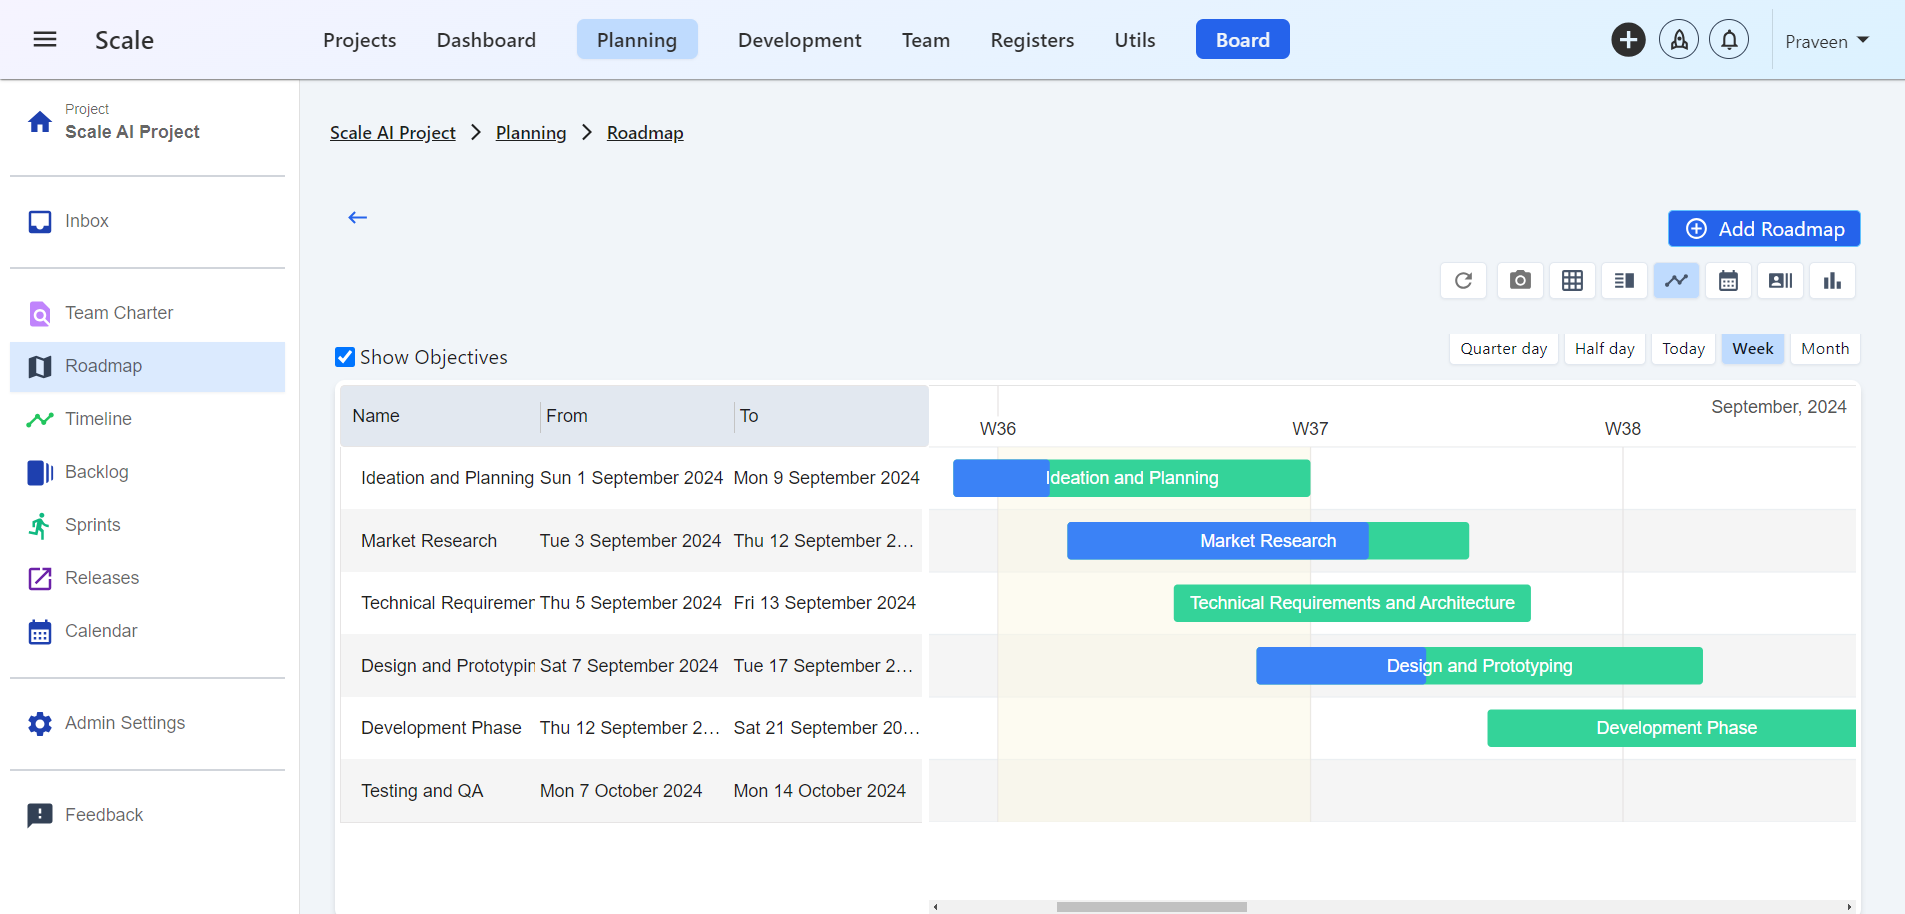 Scale
Projects
Dashboard
Planning
Development
Team
Registers
Utils
Board
Praveen
Project
Scale AI Project
Inbox
Team Charter
Roadmap
Timeline
Backlog
Sprints
Releases
Calendar
Admin Settings
Feedback
Scale AI Project > Planning > Roadmap
Add Roadmap
Show Objectives
Quarter day
Half day
Today
Week
Month
Name From To
September, 2024
W36 W37 W38
Ideation and Planning Sun 1 September 2024 Mon 9 September 2024
Ideation and Planning
Market Research Tue 3 September 2024 Thu 12 September 2...
Market Research
Technical Requiremen Thu 5 September 2024 Fri 13 September 2024
Technical Requirements and Architecture
Design and Prototypin Sat 7 September 2024 Tue 17 September 2...
Design and Prototyping
Development Phase Thu 12 September 2... Sat 21 September 20...
Development Phase
Testing and QA Mon 7 October 2024 Mon 14 October 2024